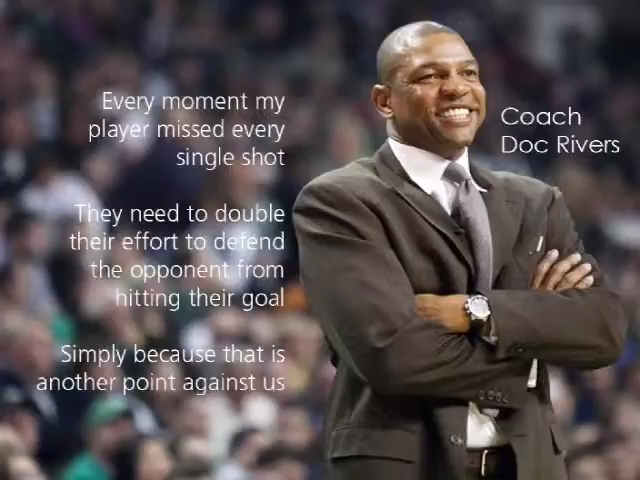 Every moment my
player missed every
single shot
They need to double
their effort to defend
the opponent from
hitting their goal
Simply because that is
another point against us
Coach
Doc Rivers